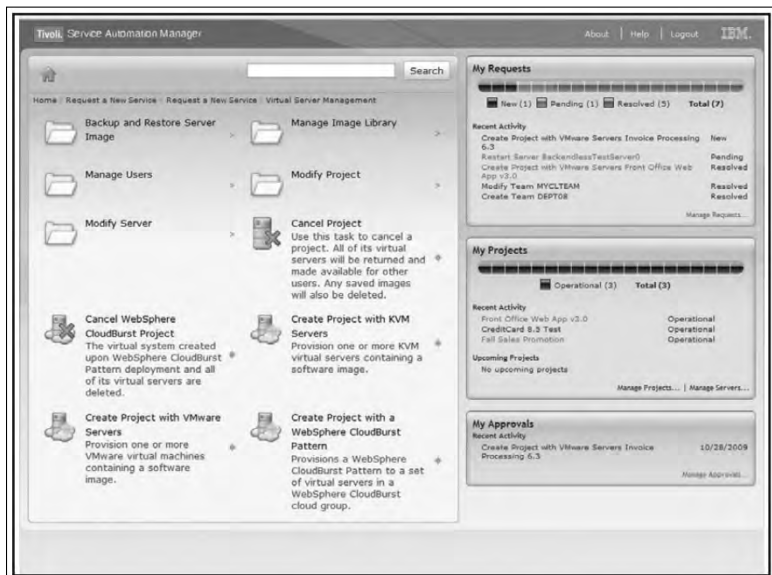 Tivoli. Service Automation Manager
About | Help | Logout IBM.
Search
Home / Request a New Service / Request a New Service / Virtual Server Management
Backup and Restore Server
Image
Manage Image Library
Manage Users
Modify Project
Modify Server
Cancel Project
Use this task to cancel a
project. All of its virtual
servers will be returned and
made available for other
users. Any saved images
will also be deleted.
Cancel WebSphere
CloudBurst Project
The virtual system created
upon WebSphere CloudBurst
Pattern deployment and all
of its virtual servers are
deleted.
Create Project with KVM
Servers
Provision one or more KVM
virtual servers containing a
software image.
Create Project with VMware
Servers
Provision one or more
VMware virtual machines
containing a software
image.
Create Project with a
WebSphere CloudBurst
Pattern
Provisions a WebSphere
CloudBurst Pattern to a set
of virtual servers in a
WebSphere CloudBurst
cloud group.
My Requests
New (1) Pending (1) Resolved (5) Total (7)
Recent Activity
Create Project with VMware Servers Invoice Processing New
6.3
Restart Server BackendlessTestServer0 Pending
Create Project with VMware Servers Front Office Web Resolved
App v3.0
Modify Team MYCLTEAM Resolved
Create Team DEPT08 Resolved
Manage Requests...
My Projects
Operational (3) Total (3)
Recent Activity
Front Office Web App v3.0 Operational
CreditCard 8.3 Test Operational
Fall Sales Promotion Operational
Upcoming Projects
No upcoming projects
Manage Projects... | Manage Servers...
My Approvals
Recent Activity
Create Project with VMware Servers Invoice 10/28/2009
Processing 6.3
Manage Approvals...